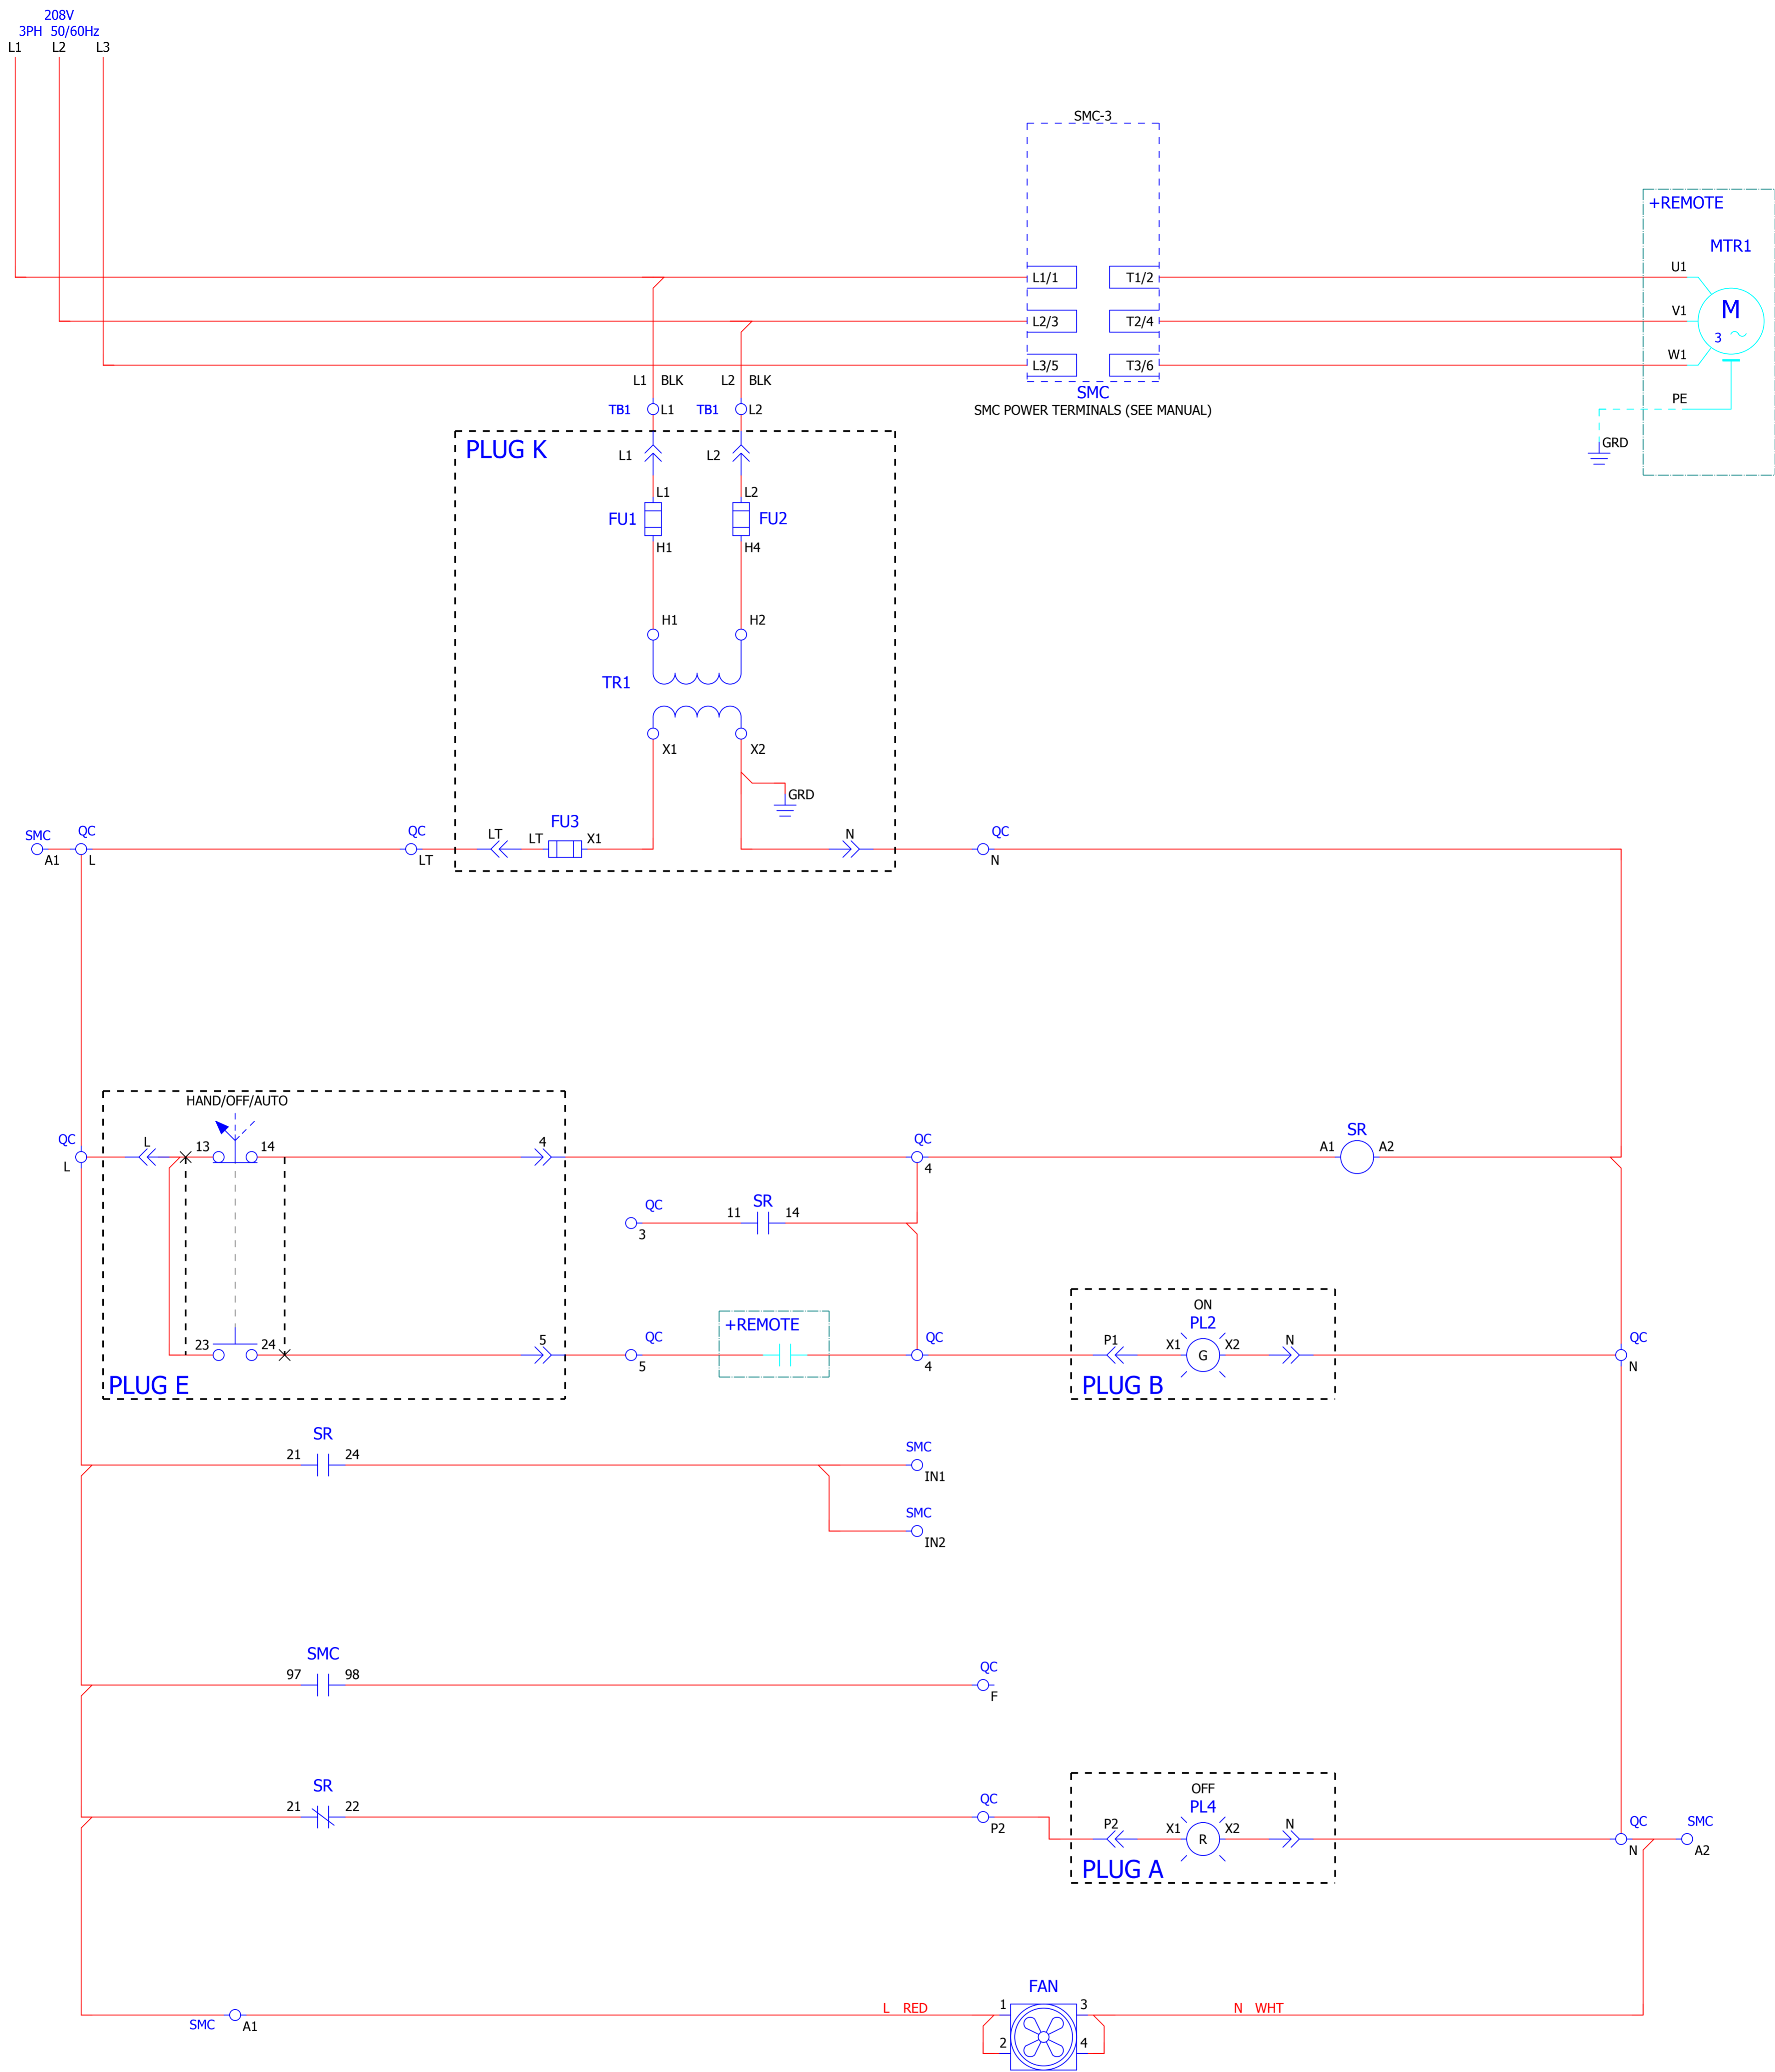 208V
3PH 50/60Hz
L1 L2 L3
SMC-3
+REMOTE
MTR1
L1/1 T1/2 U1
L2/3 T2/4 V1
M
3
L3/5 T3/6 W1
L1 BLK L2 BLK
SMC
PE
TB1 L1 TB1 L2
SMC POWER TERMINALS (SEE MANUAL)
GRD
PLUG K
L1 L2
L1 L2
FU1 FU2
H1 H4
H1 H2
TR1
X1 X2
GRD
FU3
SMC QC QC LT LT X1 N QC
A1 L LT N
HAND/OFF/AUTO
QC L 13 14 4 QC SR
A1 A2
L 4
QC SR
11 14
3
+REMOTE
ON
PL2
23 24 5 QC P1 X1 G X2 N QC
5 4 N
PLUG E PLUG B
SR SMC
21 24
IN1
SMC
IN2
SMC QC
97 98
F
SR OFF
21 22 QC PL4
P2 P2 X1 R X2 N QC SMC
N A2
PLUG A
FAN
L RED 1 3 N WHT
SMC A1
2 4